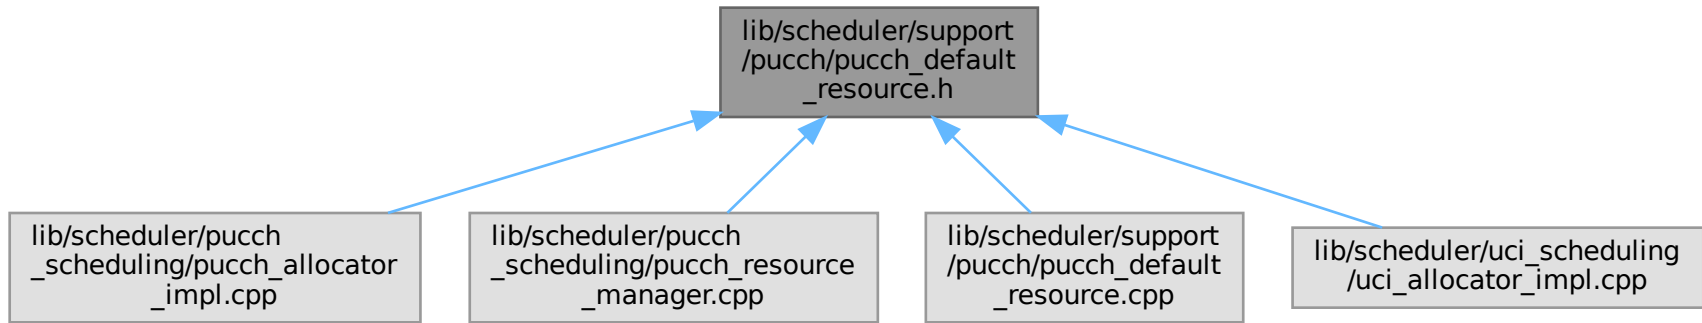 lib/scheduler/support
/pucch/pucch_default
_resource.h
lib/scheduler/pucch
_scheduling/pucch_allocator
_impl.cpp
lib/scheduler/pucch
_scheduling/pucch_resource
_manager.cpp
lib/scheduler/support
/pucch/pucch_default
_resource.cpp
lib/scheduler/uci_scheduling
/uci_allocator_impl.cpp